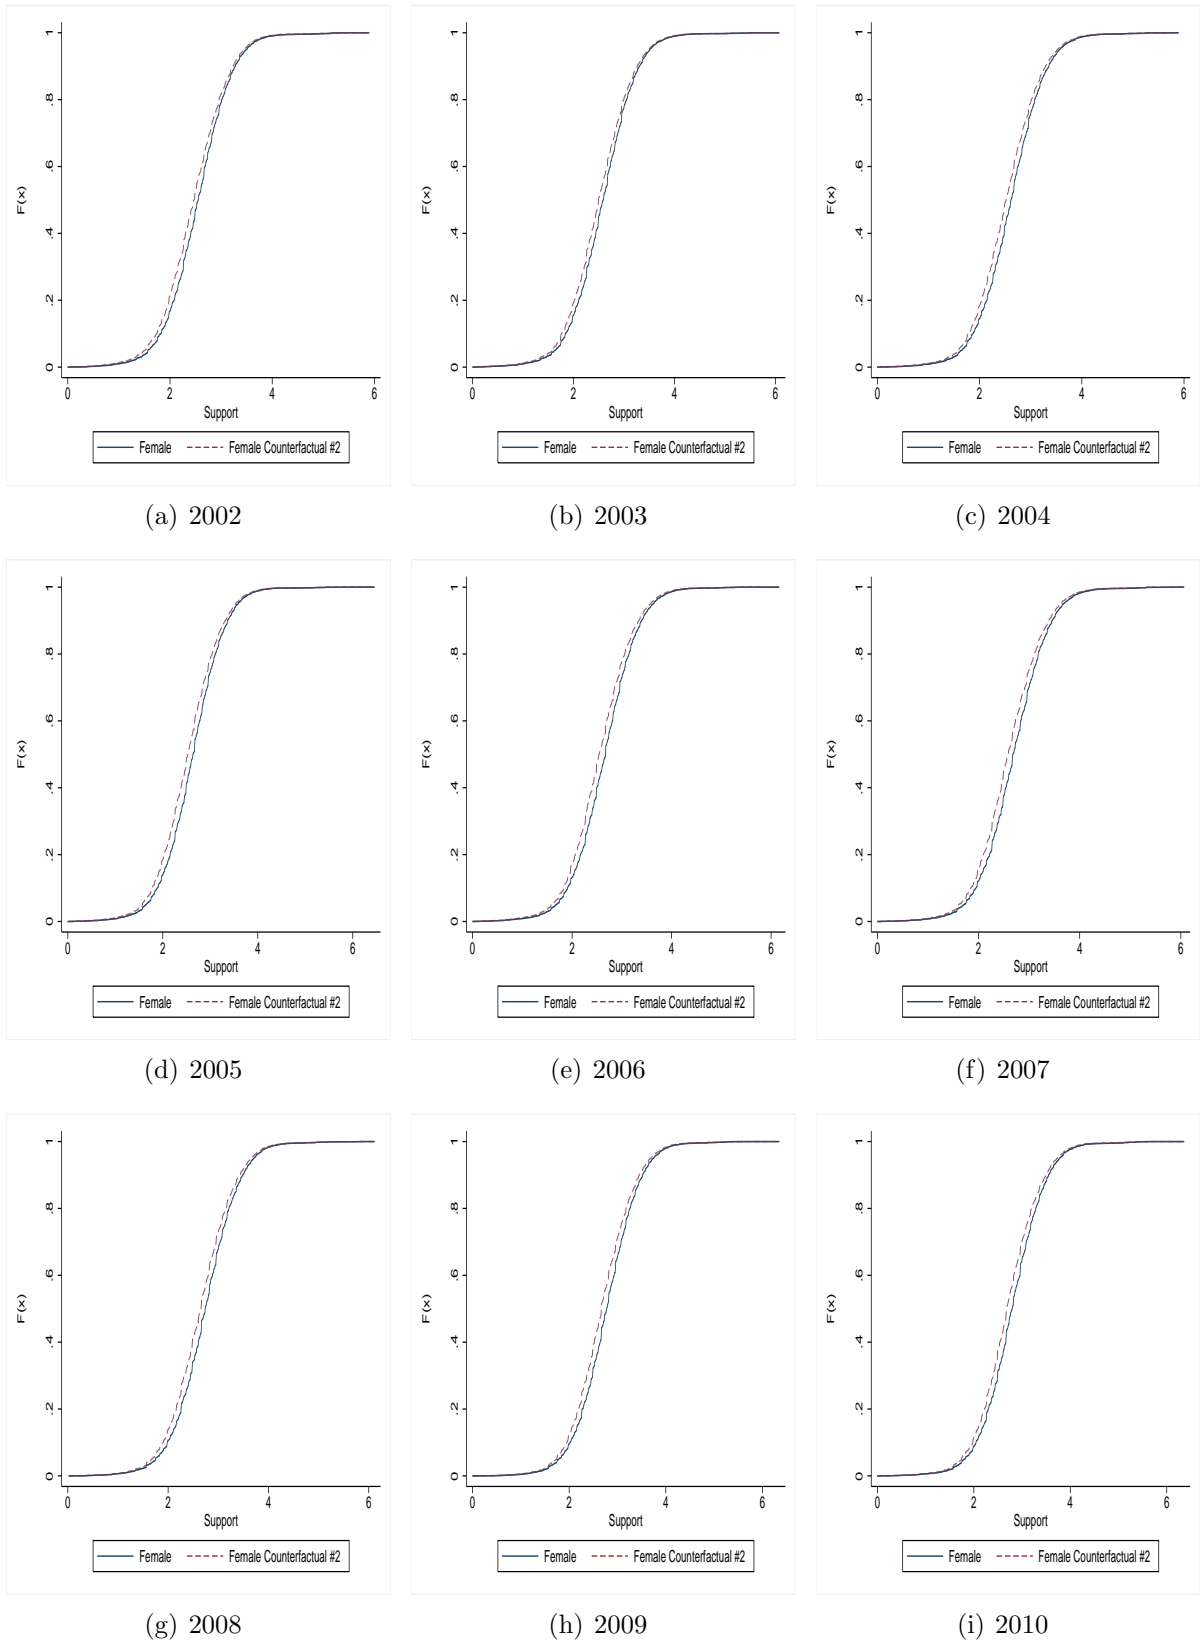 1
.8
.6
F(x)
.4
.2
0
0 2 4 6
Support
Female Female Counterfactual #2
(a) 2002
1
.8
.6
F(x)
.4
.2
0
0 2 4 6
Support
Female Female Counterfactual #2
(b) 2003
1
.8
.6
F(x)
.4
.2
0
0 2 4 6
Support
Female Female Counterfactual #2
(c) 2004
1
.8
.6
F(x)
.4
.2
0
0 2 4 6
Support
Female Female Counterfactual #2
(d) 2005
1
.8
.6
F(x)
.4
.2
0
0 2 4 6
Support
Female Female Counterfactual #2
(e) 2006
1
.8
.6
F(x)
.4
.2
0
0 2 4 6
Support
Female Female Counterfactual #2
(f) 2007
1
.8
.6
F(x)
.4
.2
0
0 2 4 6
Support
Female Female Counterfactual #2
(g) 2008
1
.8
.6
F(x)
.4
.2
0
0 2 4 6
Support
Female Female Counterfactual #2
(h) 2009
1
.8
.6
F(x)
.4
.2
0
0 2 4 6
Support
Female Female Counterfactual #2
(i) 2010